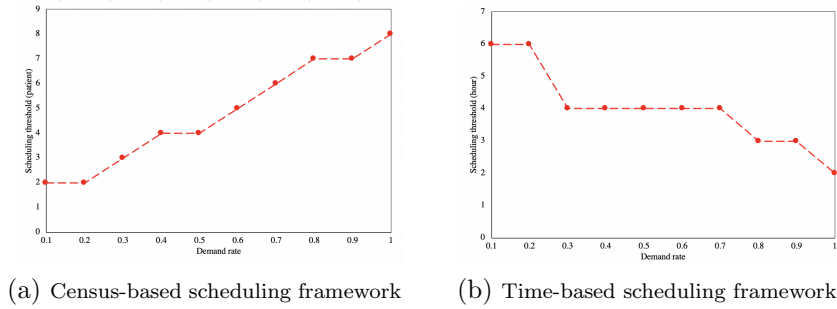 9
8
7
6
5
4
3
2
1
0
Scheduling threshold (patient)
0.1 0.2 0.3 0.4 0.5 0.6 0.7 0.8 0.9 1
Demand rate
(a) Census-based scheduling framework
7
6
5
4
3
2
1
0
Scheduling threshold (hour)
0.1 0.2 0.3 0.4 0.5 0.6 0.7 0.8 0.9 1
Demand rate
(b) Time-based scheduling framework